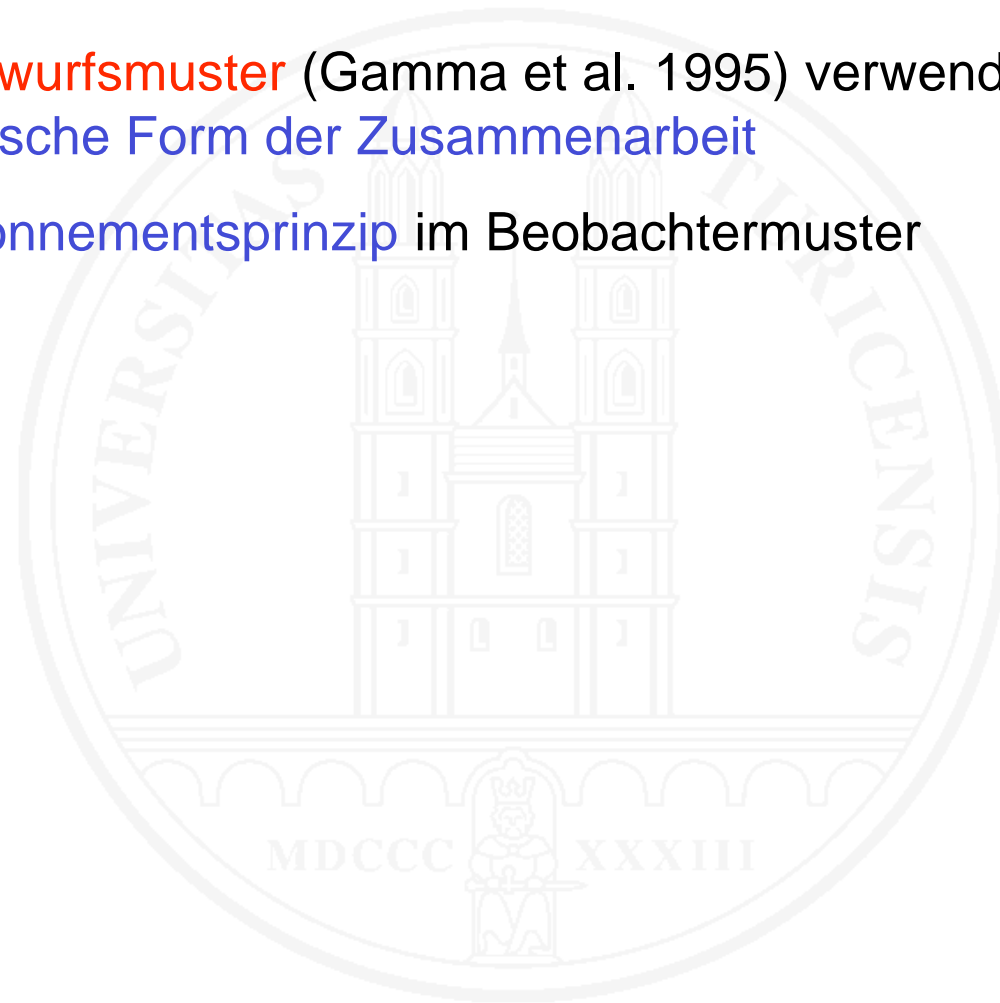 wurfsmuster (Gamma et al. 1995) verwend
sche Form der Zusammenarbeit
onnementsprinzip im Beobachtermuster
UNIVERSITAS TURICENSIS
MDCCC XXXIII